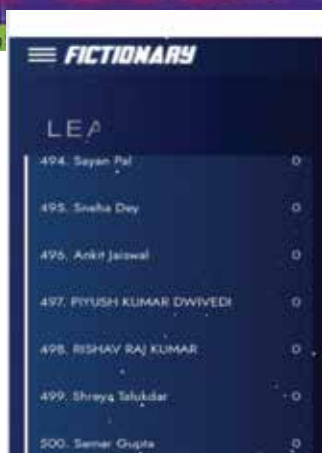 FICTIONARY
LEA
494. Sayan Pal 0
495. Sneha Dey 0
496. Ankit Jaiswal 0
497. PIYUSH KUMAR DWIVEDI 0
498. RISHAV RAJ KUMAR 0
499. Shreya Talukdar 0
500. Samar Gupta 0